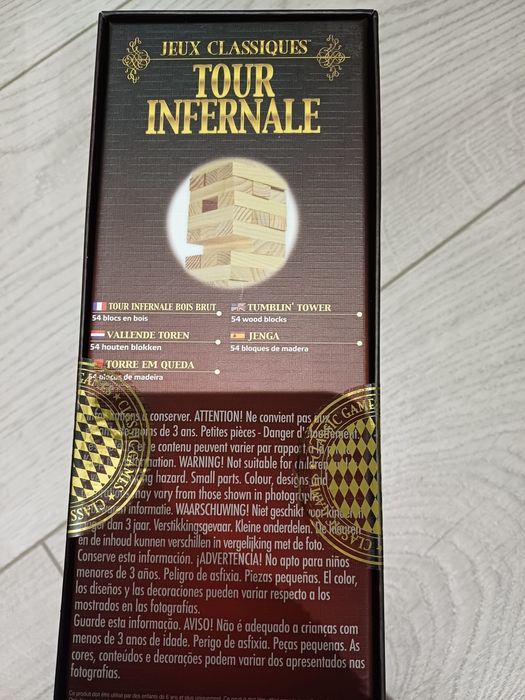 JEUX CLASSIQUES™
TOUR
INFERNALE
TOUR INFERNALE BOIS BRUT
54 blocs en bois
TUMBLIN' TOWER
54 wood blocks
VALLENDE TOREN
54 houten blokken
JENGA
54 bloques de madera
TORRE EM QUEDA
54 blocos de madeira
conserver. ATTENTION! Ne convient pas aux
de 3 ans. Petites pièces - Danger
contenu peuvent varier par rapport
WARNING! Not suitable for children
hazard. Small parts. Colour, designs and
may vary from those shown in
informatie. WAARSCHUWING! Niet geschikt voor kinderen
dan 3 jaar. Verstikkingsgevaar. Kleine onderdelen. De kleuren
en de inhoud kunnen verschillen in vergelijking met de foto.
Conserve esta información. ¡ADVERTENCIA! No apto para niños
menores de 3 años. Peligro de asfixia. Piezas pequeñas. El color,
los diseños y las decoraciones pueden variar respecto a los
mostrados en las fotografías.
Guarde esta informação. AVISO! Não é adequado a crianças com
menos de 3 anos de idade. Perigo de asfixia. Peças pequenas. As
cores, conteúdos e decorações podem variar dos apresentados nas
fotografias.